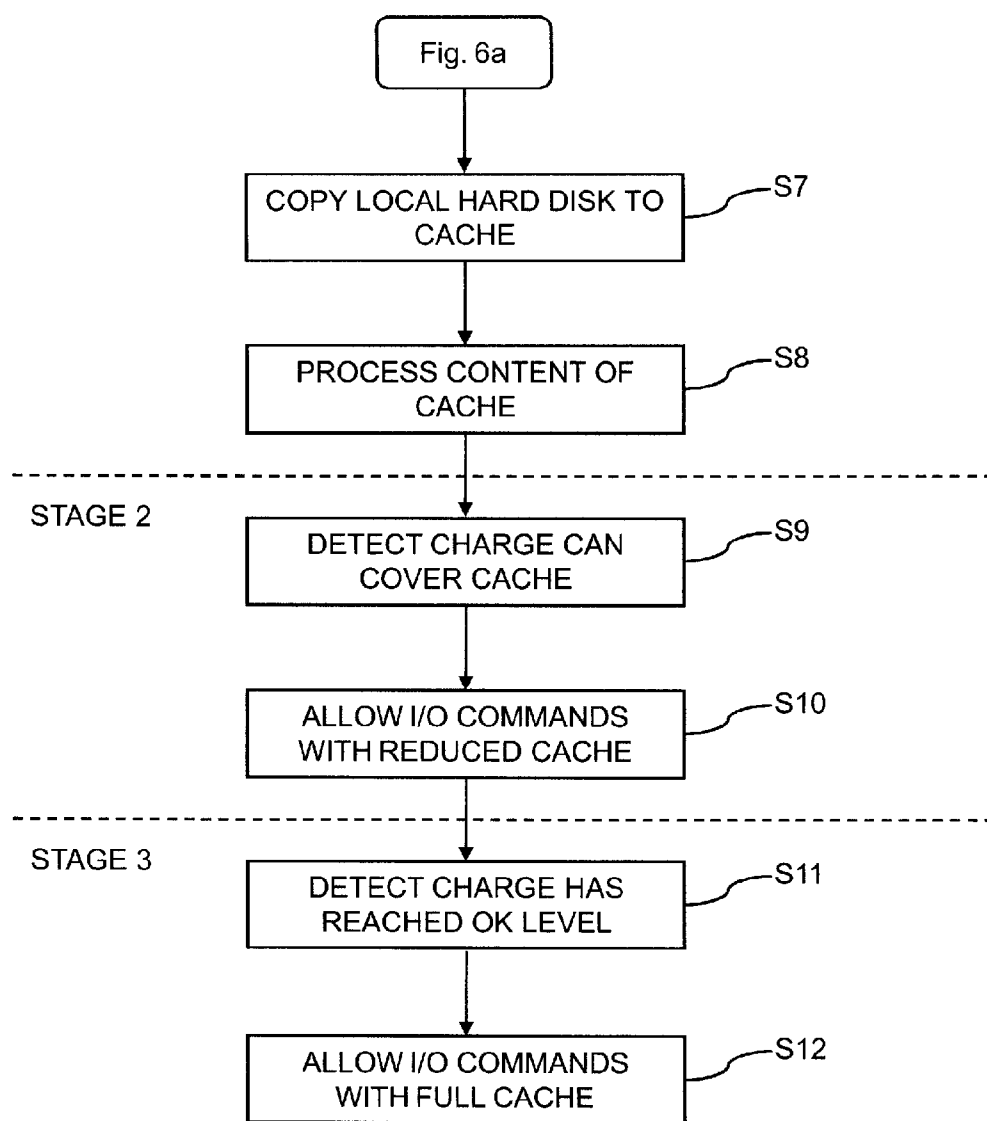 Fig. 6a
COPY LOCAL HARD DISK TO
CACHE
S7
PROCESS CONTENT OF
CACHE
S8
STAGE 2
DETECT CHARGE CAN
COVER CACHE
S9
ALLOW I/O COMMANDS
WITH REDUCED CACHE
S10
STAGE 3
DETECT CHARGE HAS
REACHED OK LEVEL
S11
ALLOW I/O COMMANDS
WITH FULL CACHE
S12